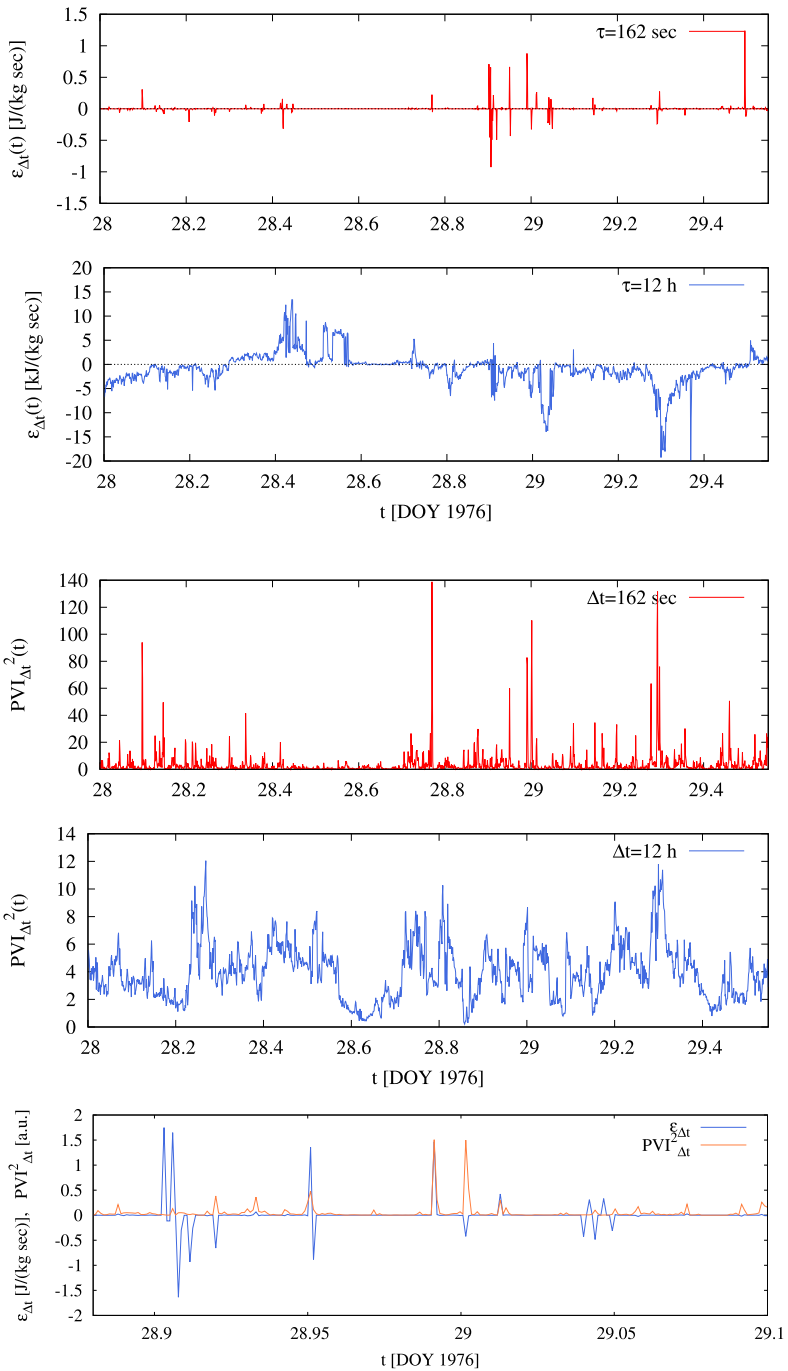 ε_Δt(t) [J/(kg sec)]
τ=162 sec
1.5
1
0.5
0
-0.5
-1
-1.5
28 28.2 28.4 28.6 28.8 29 29.2 29.4
ε_Δt(t) [kJ/(kg sec)]
τ=12 h
20
15
10
5
0
-5
-10
-15
-20
28 28.2 28.4 28.6 28.8 29 29.2 29.4
t [DOY 1976]
PVI_Δt^2(t)
Δt=162 sec
140
120
100
80
60
40
20
0
28 28.2 28.4 28.6 28.8 29 29.2 29.4
PVI_Δt^2(t)
Δt=12 h
14
12
10
8
6
4
2
0
28 28.2 28.4 28.6 28.8 29 29.2 29.4
t [DOY 1976]
ε_Δt [J/(kg sec)], PVI^2_Δt [a.u.]
ε_Δt
PVI^2_Δt
2
1.5
1
0.5
0
-0.5
-1
-1.5
-2
28.9 28.95 29 29.05 29.1
t [DOY 1976]